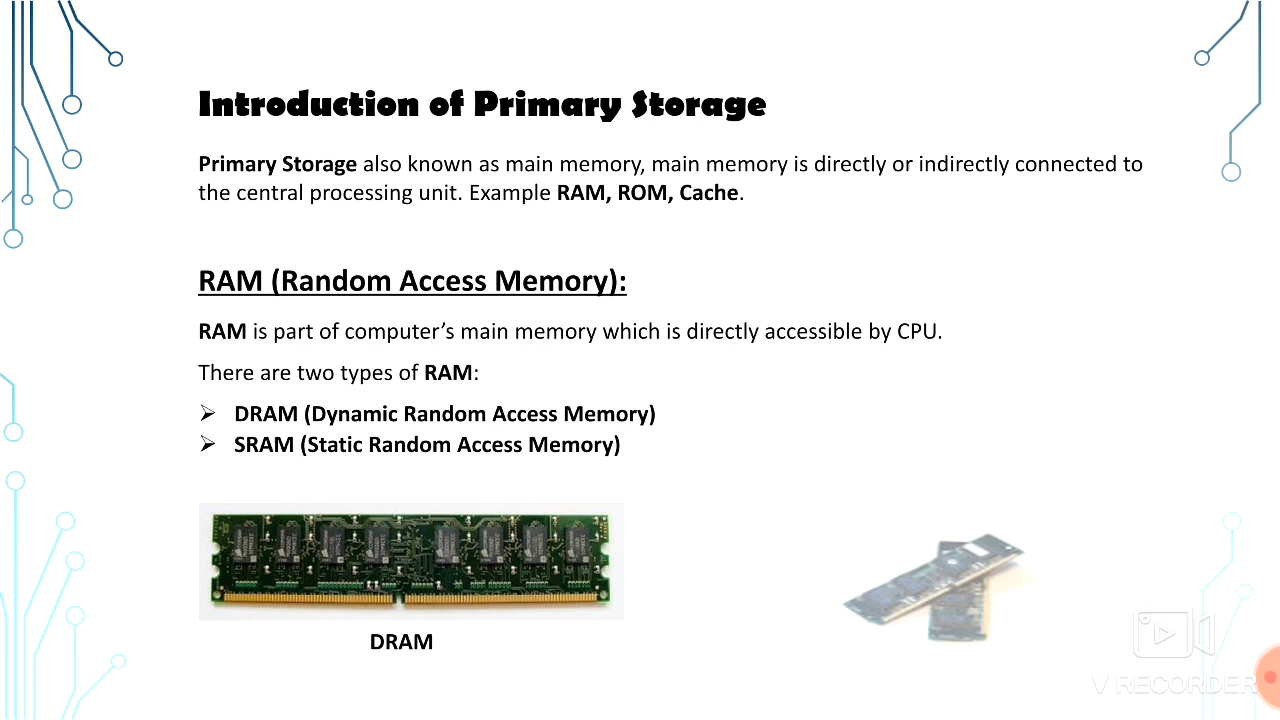 Introduction of Primary Storage
Primary Storage also known as main memory, main memory is directly or indirectly connected to
the central processing unit. Example RAM, ROM, Cache.
RAM (Random Access Memory):
RAM is part of computer’s main memory which is directly accessible by CPU.
There are two types of RAM:
➢ DRAM (Dynamic Random Access Memory)
➢ SRAM (Static Random Access Memory)
DRAM
V RECORDER